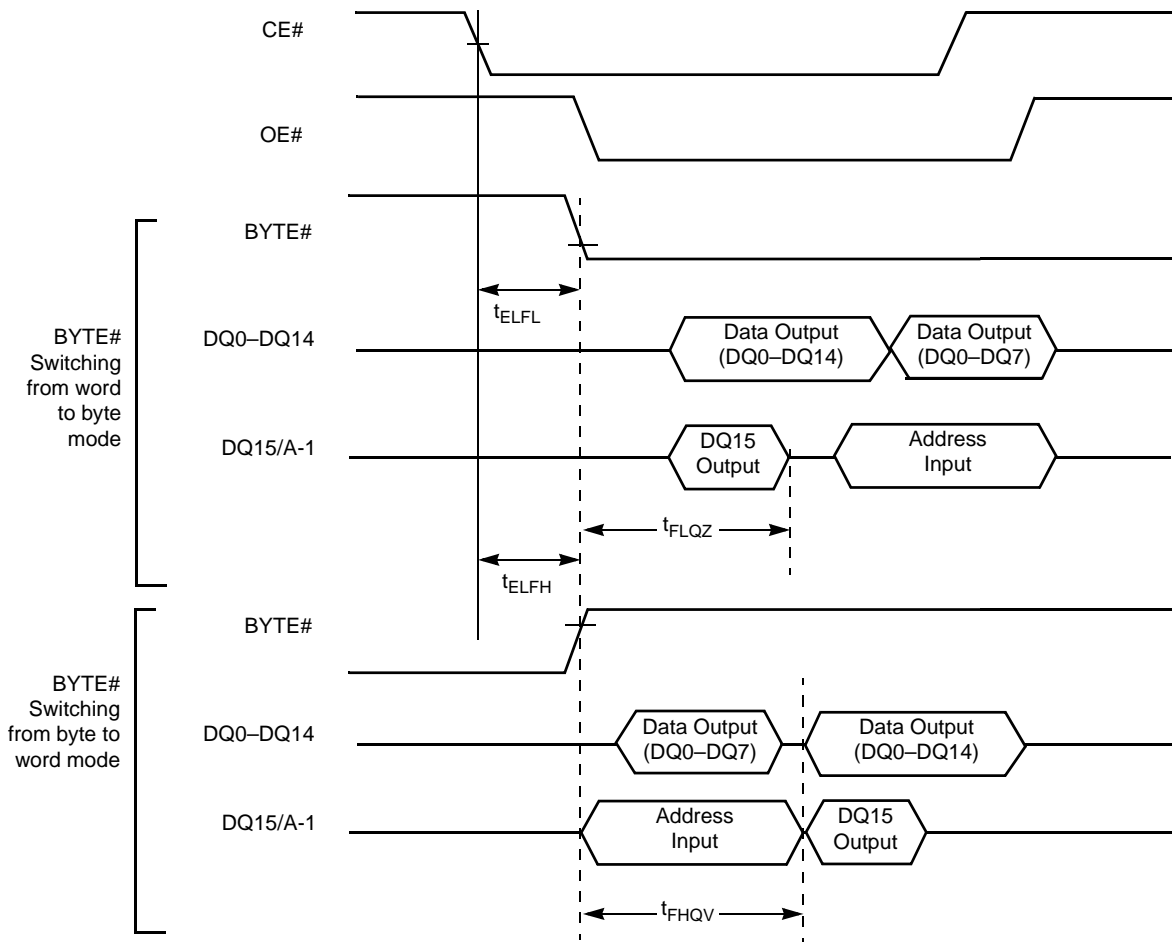 CE#
OE#
BYTE#
Switching
from word
to byte
mode
BYTE#
tELFL
DQ0–DQ14
Data Output
(DQ0–DQ14)
Data Output
(DQ0–DQ7)
DQ15/A-1
DQ15
Output
Address
Input
tFLQZ
tELFH
BYTE#
Switching
from byte to
word mode
BYTE#
DQ0–DQ14
Data Output
(DQ0–DQ7)
Data Output
(DQ0–DQ14)
DQ15/A-1
Address
Input
DQ15
Output
tFHQV